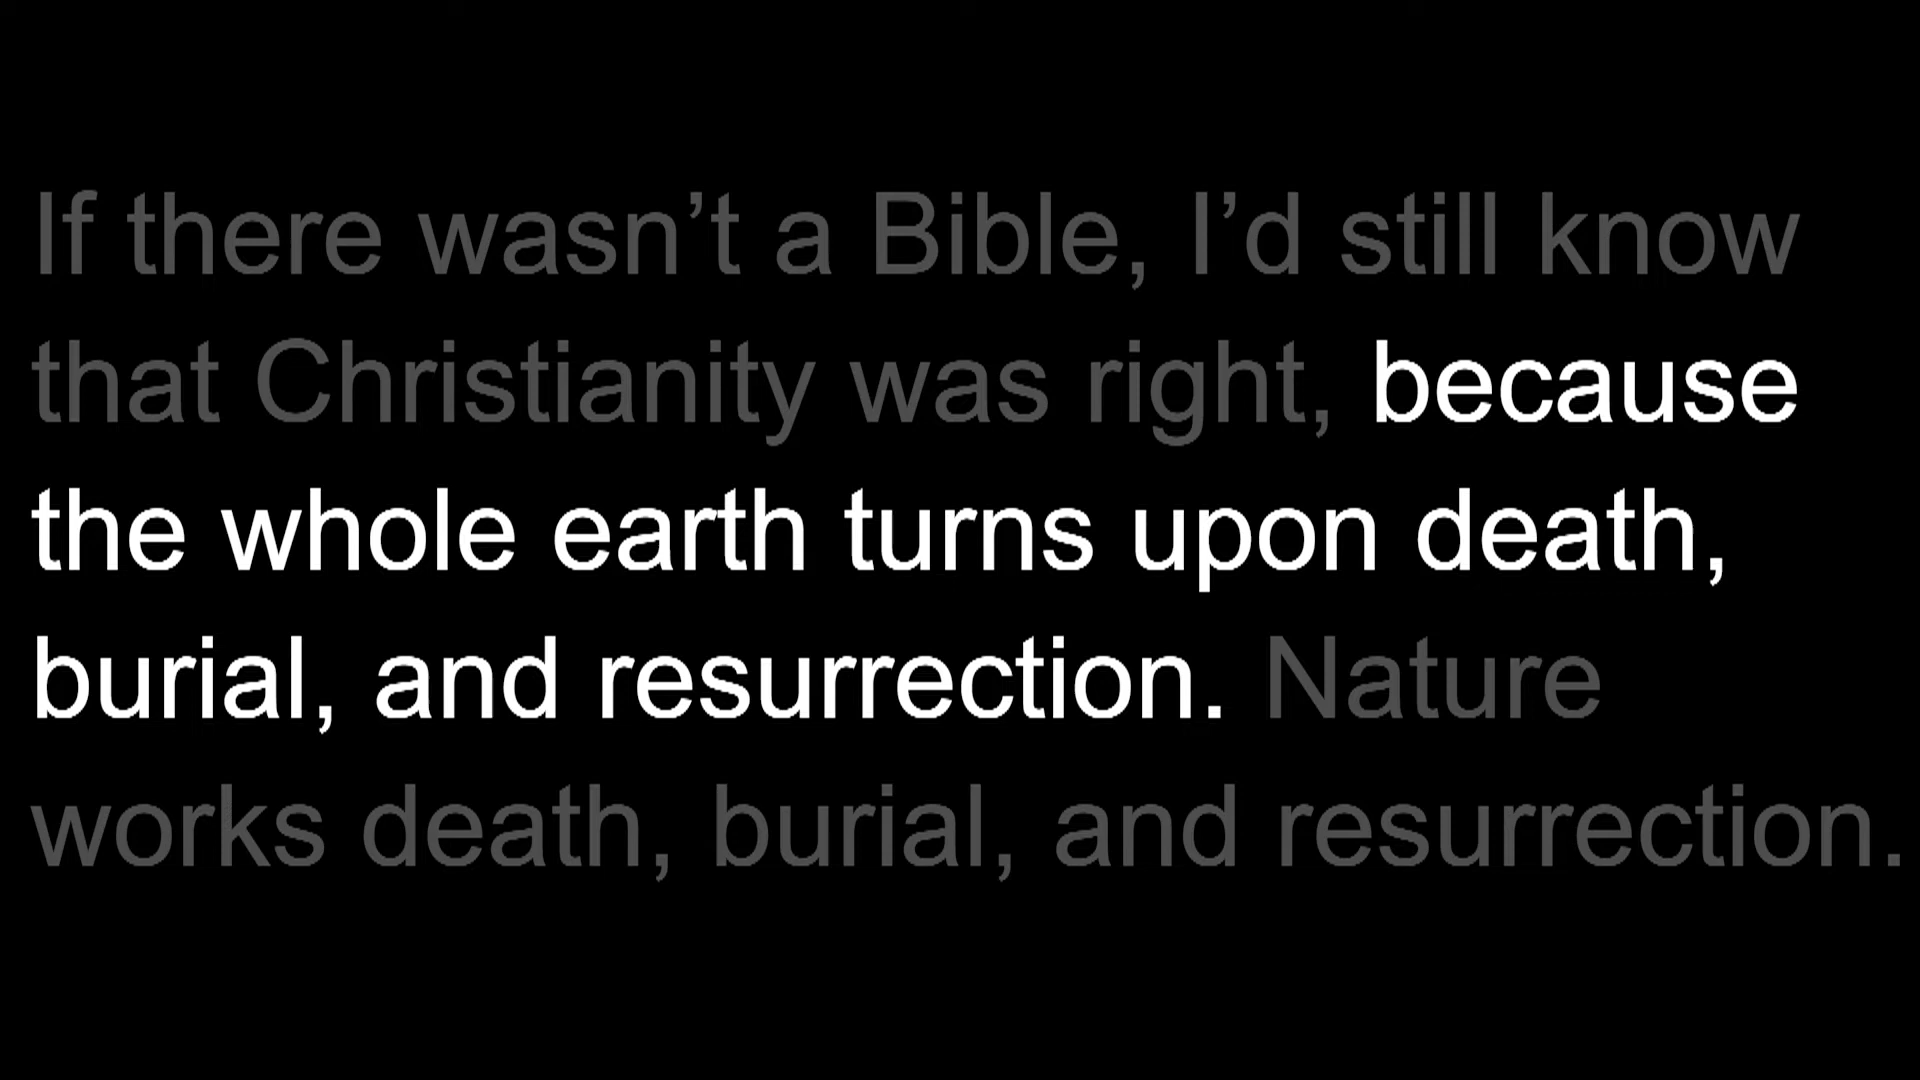 If there wasn’t a Bible, I’d still know
that Christianity was right, because
the whole earth turns upon death,
burial, and resurrection. Nature
works death, burial, and resurrection.